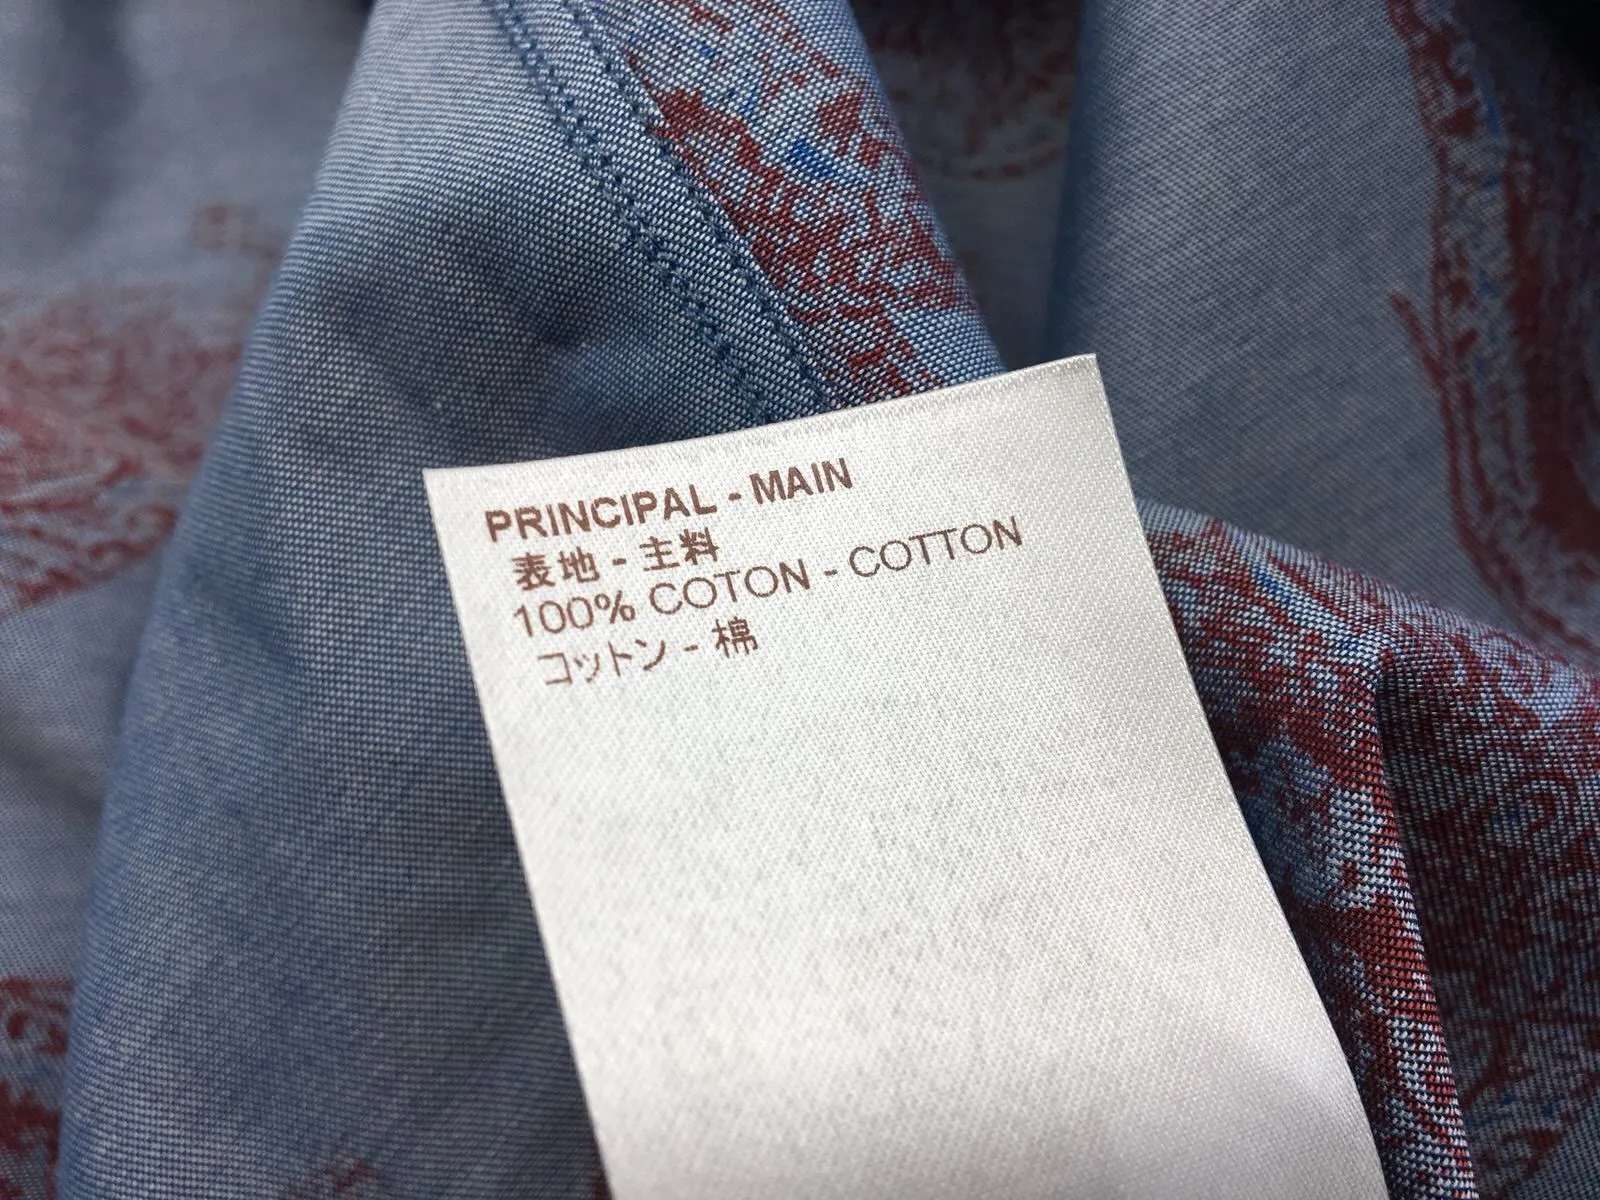 PRINCIPAL - MAIN
表地 - 主料
100% COTON - COTTON
コットン - 棉